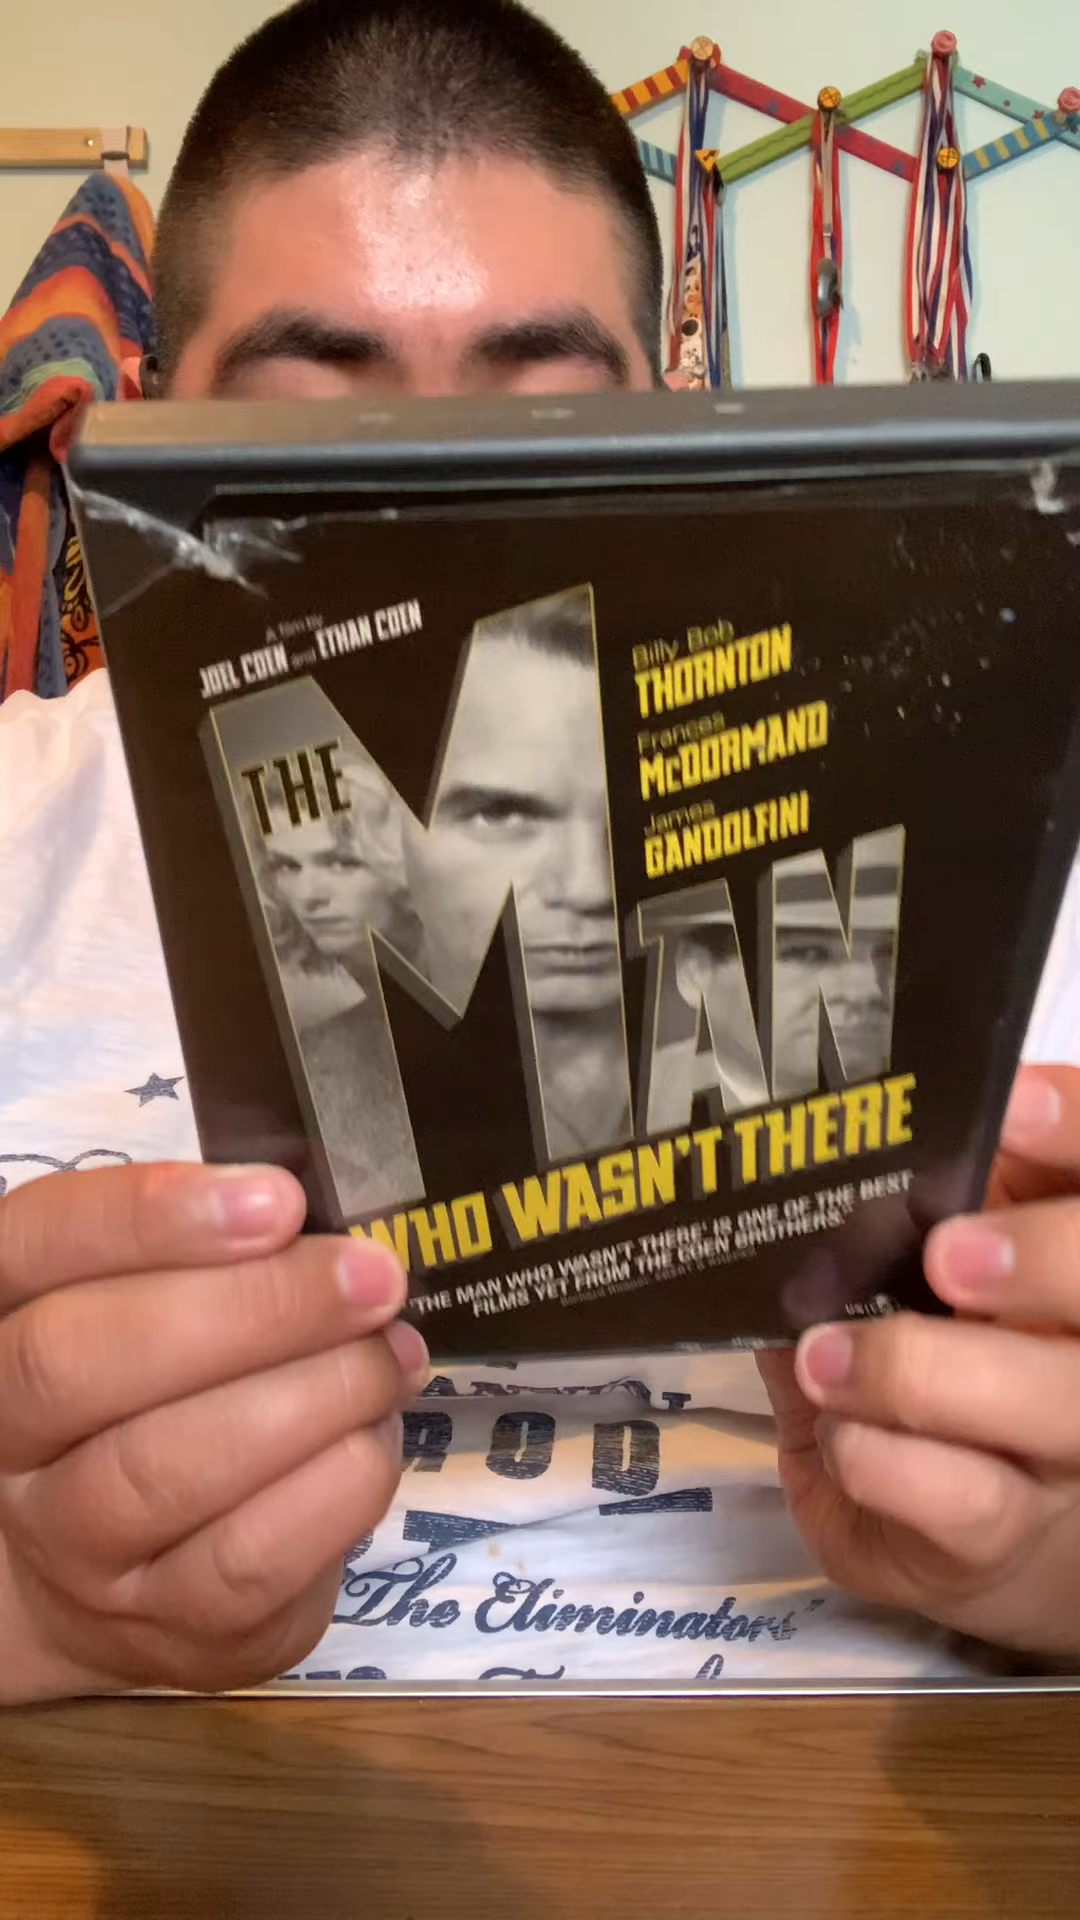 A film by
JOEL COEN and ETHAN COEN
Billy Bob
THORNTON
Frances
McDORMAND
James
GANDOLFINI
THE
MAN
WHO WASN'T THERE
"'THE MAN WHO WASN'T THERE' IS ONE OF THE BEST
FILMS YET FROM THE COEN BROTHERS."
ROD
"The Eliminators"